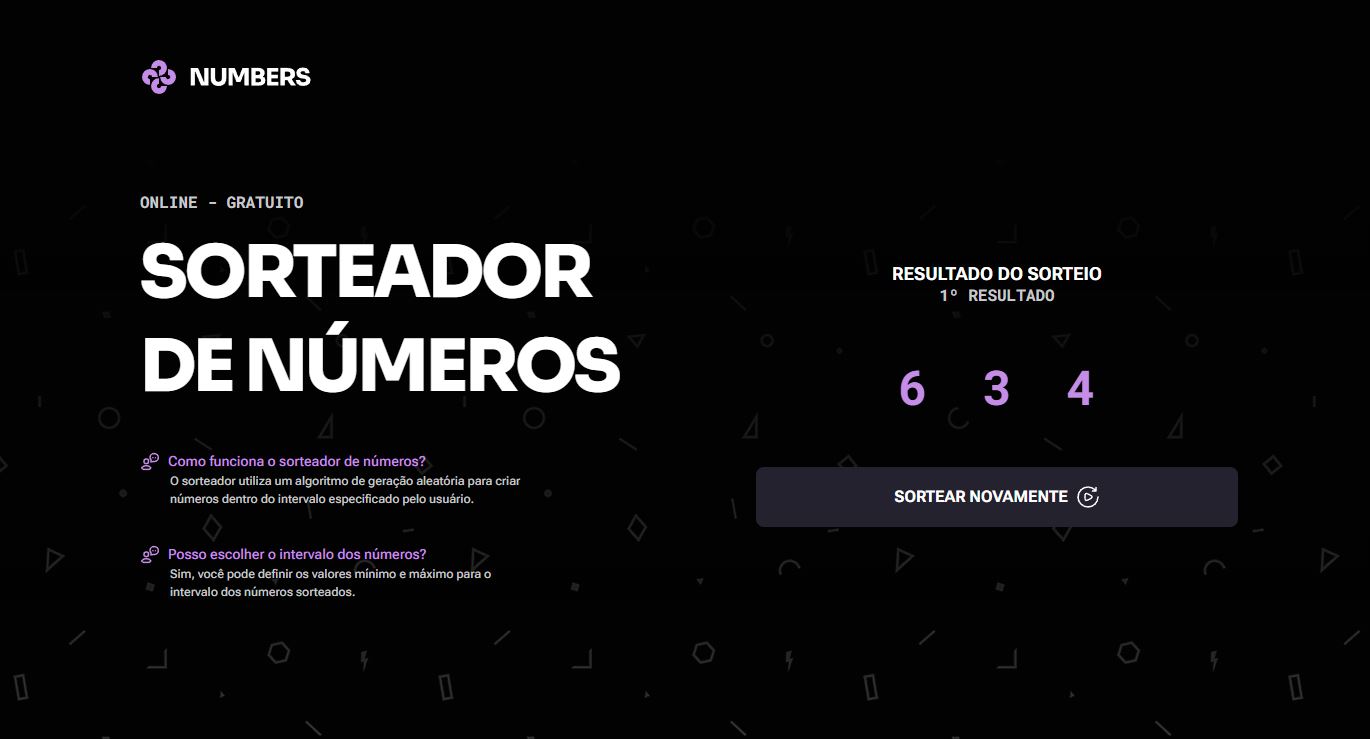 NUMBERS
ONLINE - GRATUITO
SORTEADOR
DE NÚMEROS
Como funciona o sorteador de números?
O sorteador utiliza um algoritmo de geração aleatória para criar
números dentro do intervalo especificado pelo usuário.
Posso escolher o intervalo dos números?
Sim, você pode definir os valores mínimo e máximo para o
intervalo dos números sorteados.
RESULTADO DO SORTEIO
1º RESULTADO
6 3 4
SORTEAR NOVAMENTE